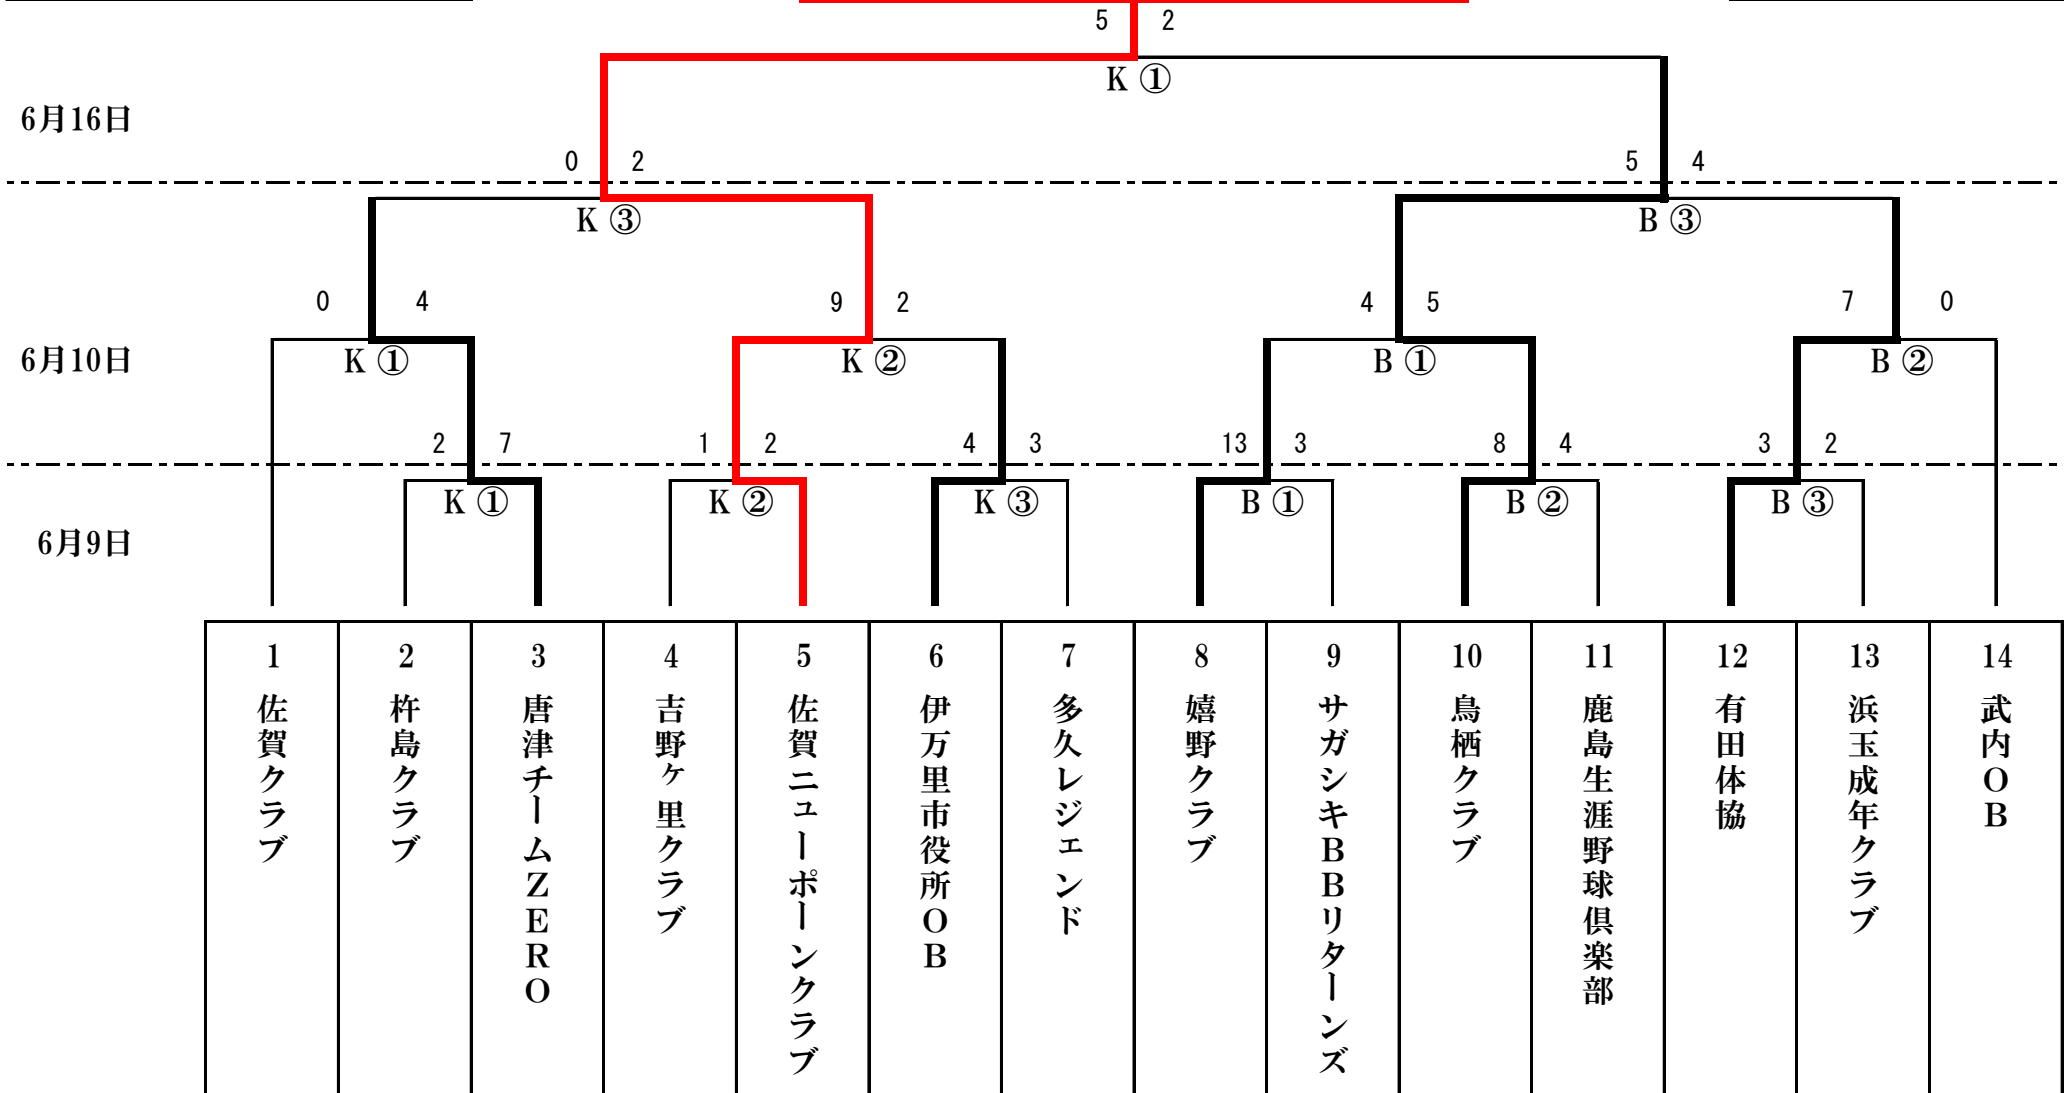 5 2
K ①
6月16日
0 2 5 4
K ③ B ③
0 4 9 2 4 5 7 0
6月10日
K ① K ② B ① B ②
2 7 1 2 4 3 13 3 8 4 3 2
K ① K ② K ③ B ① B ② B ③
6月9日
1 佐賀クラブ
2 杵島クラブ
3 唐津チームZERO
4 吉野ヶ里クラブ
5 佐賀ニューポーンクラブ
6 伊万里市役所OB
7 多久レジェンド
8 嬉野クラブ
9 サガシキBBリターンズ
10 鳥栖クラブ
11 鹿島生涯野球倶楽部
12 有田体協
13 浜玉成年クラブ
14 武内OB